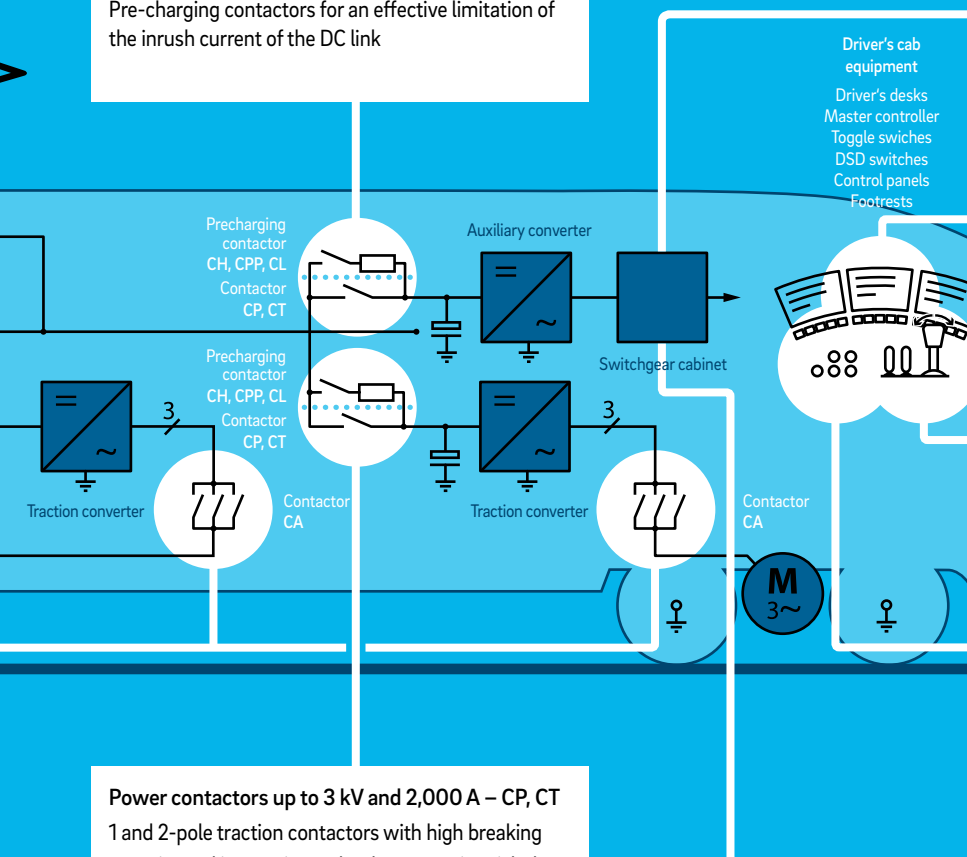 Pre-charging contactors for an effective limitation of
the inrush current of the DC link
Driver's cab
equipment
Driver's desks
Master controller
Toggle swiches
DSD switches
Control panels
Footrests
Precharging
contactor
CH, CPP, CL
Contactor
CP, CT
Auxiliary converter
Switchgear cabinet
Precharging
contactor
CH, CPP, CL
Contactor
CP, CT
3
3
Traction converter
Contactor
CA
Traction converter
Contactor
CA
M
3~
Power contactors up to 3 kV and 2,000 A – CP, CT
1 and 2-pole traction contactors with high breaking